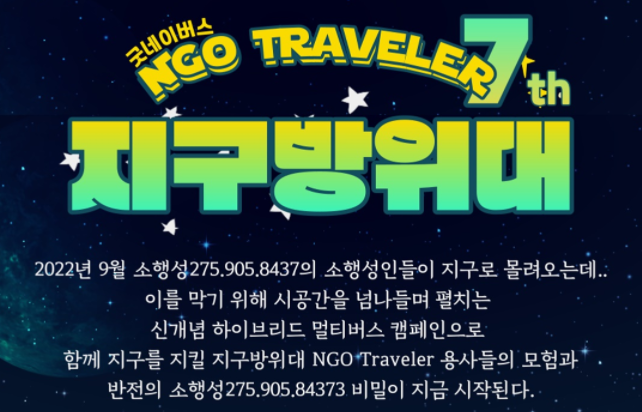 굿네이버스
NGO TRAVELER 7th
지구방위대
2022년 9월 소행성275.905.8437의 소행성인들이 지구로 몰려오는데..
이를 막기 위해 시공간을 넘나들며 펼치는
신개념 하이브리드 멀티버스 캠페인으로
함께 지구를 지킬 지구방위대 NGO Traveler 용사들의 모험과
반전의 소행성275.905.84373 비밀이 지금 시작된다.